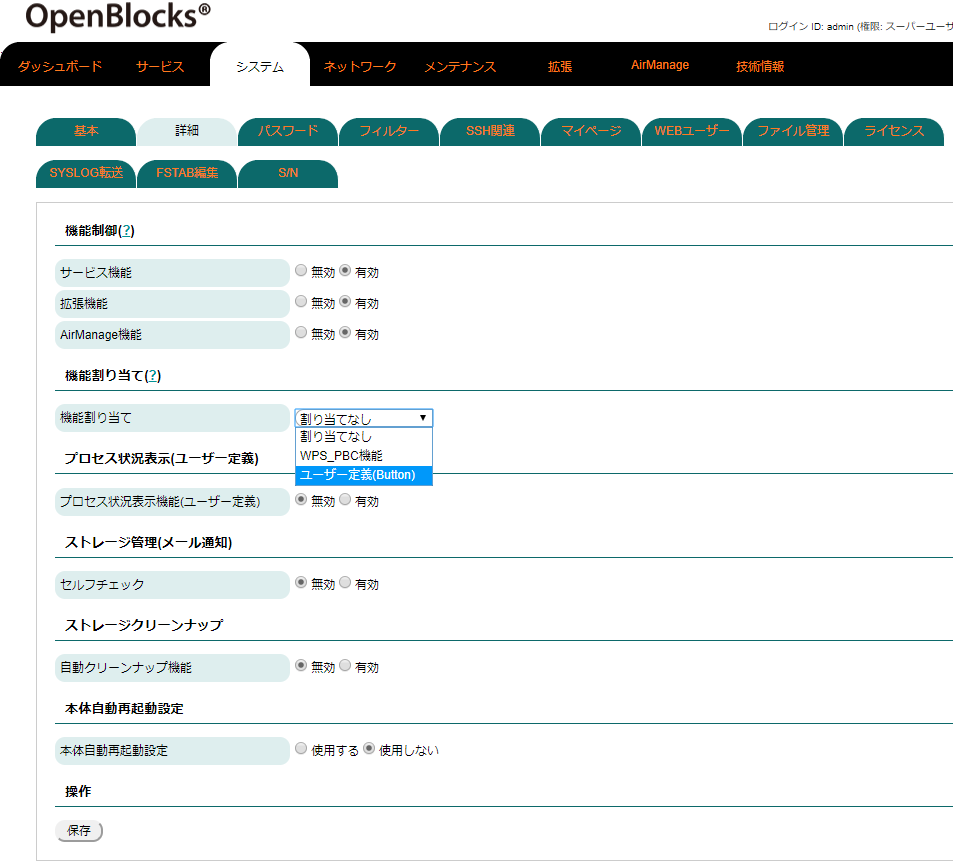 OpenBlocks®
ログイン ID: admin (権限: スーパーユーザ
ダッシュボード サービス システム ネットワーク メンテナンス 拡張 AirManage 技術情報
基本 詳細 パスワード フィルター SSH関連 マイページ WEBユーザー ファイル管理 ライセンス
SYSLOG転送 FSTAB編集 S/N
機能制御(?)
サービス機能 無効 有効
拡張機能 無効 有効
AirManage機能 無効 有効
機能割り当て(?)
機能割り当て 割り当てなし ▼
割り当てなし
WPS_PBC機能
ユーザー定義(Button)
プロセス状況表示(ユーザー定義)
プロセス状況表示機能(ユーザー定義) 無効 有効
ストレージ管理(メール通知)
セルフチェック 無効 有効
ストレージクリーンナップ
自動クリーンナップ機能 無効 有効
本体自動再起動設定
本体自動再起動設定 使用する 使用しない
操作
保存